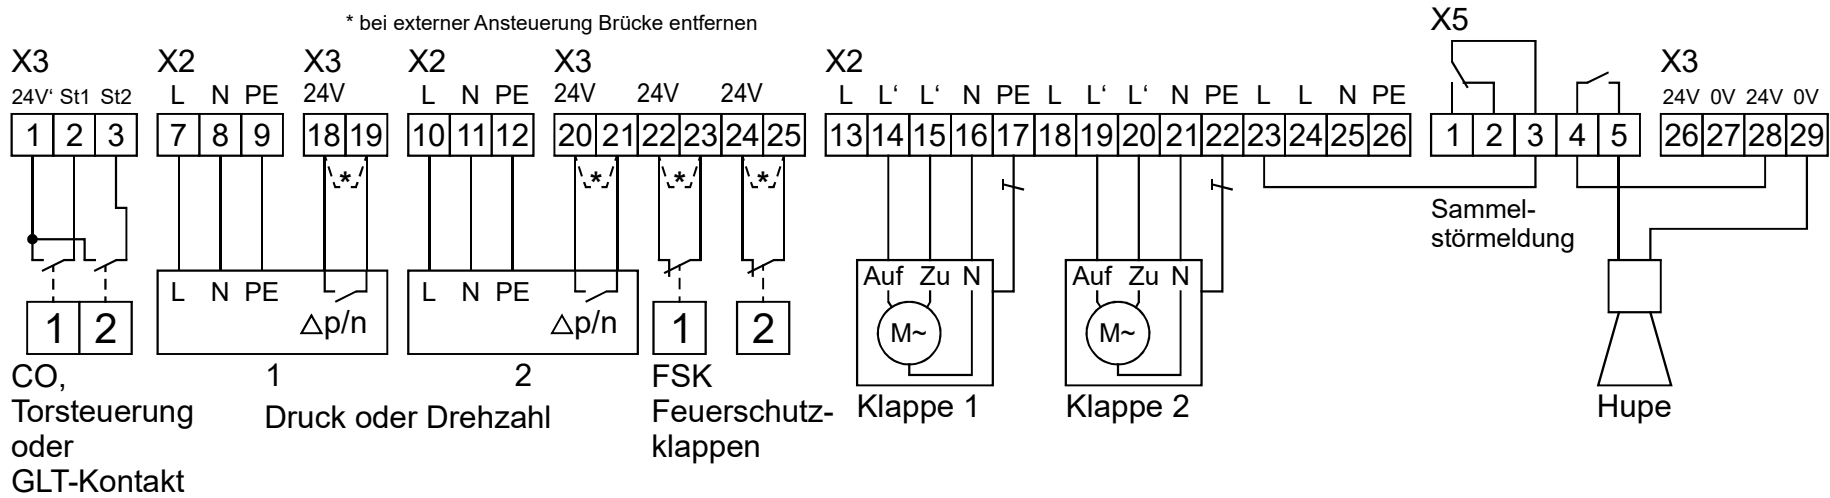 * bei externer Ansteuerung Brücke entfernen
X5
X3 X2 X3 X2 X3 X2 X3
24V‘ St1 St2 L N PE 24V L N PE 24V 24V 24V L L‘ L‘ N PE L L‘ L‘ N PE L L N PE 24V 0V 24V 0V
1 2 3 7 8 9 18 19 10 11 12 20 21 22 23 24 25 13 14 15 16 17 18 19 20 21 22 23 24 25 26 1 2 3 4 5 26 27 28 29
* * * *
Sammel-
störmeldung
L N PE L N PE Auf Zu N Auf Zu N
1 2 △p/n △p/n 1 2 M~ M~
CO,
Torsteuerung
oder
GLT-Kontakt
1 2
Druck oder Drehzahl
FSK
Feuerschutz-
klappen
Klappe 1 Klappe 2 Hupe